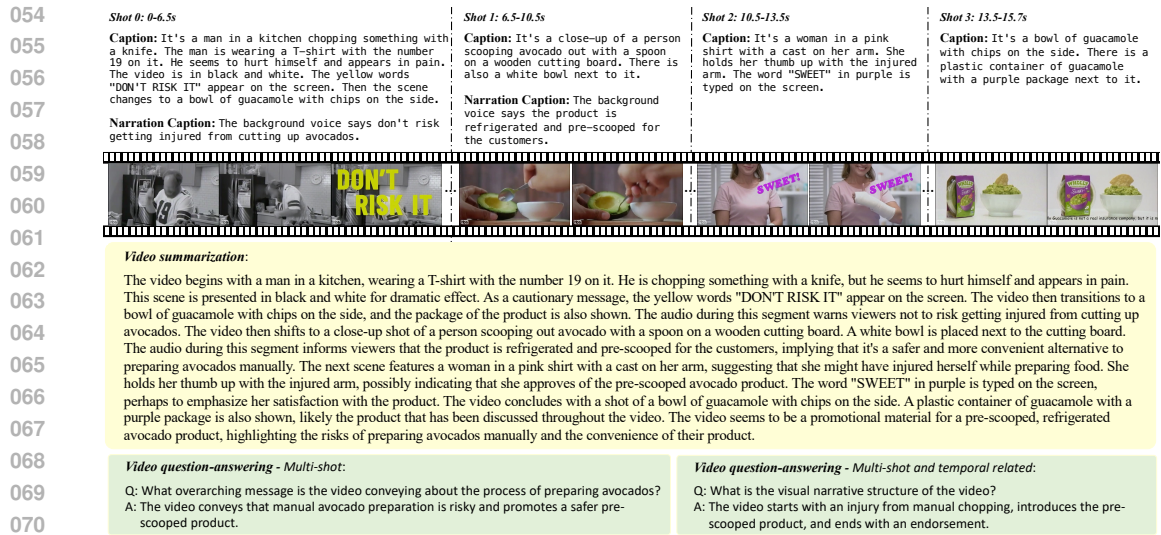 054
055
056
057
058
059
060
061
062
063
064
065
066
067
068
069
070
Shot 0: 0-6.5s
Caption: It's a man in a kitchen chopping something with
a knife. The man is wearing a T-shirt with the number
19 on it. He seems to hurt himself and appears in pain.
The video is in black and white. The yellow words
"DON'T RISK IT" appear on the screen. Then the scene
changes to a bowl of guacamole with chips on the side.
Narration Caption: The background voice says don't risk
getting injured from cutting up avocados.
Shot 1: 6.5-10.5s
Caption: It's a close-up of a person
scooping avocado out with a spoon
on a wooden cutting board. There is
also a white bowl next to it.
Narration Caption: The background
voice says the product is
refrigerated and pre-scooped for
the customers.
Shot 2: 10.5-13.5s
Caption: It's a woman in a pink
shirt with a cast on her arm. She
holds her thumb up with the injured
arm. The word "SWEET" in purple is
typed on the screen.
Shot 3: 13.5-15.7s
Caption: It's a bowl of guacamole
with chips on the side. There is a
plastic container of guacamole
with a purple package next to it.
19
DON'T
RISK IT
SWEET!
SWEET!
Video summarization:
The video begins with a man in a kitchen, wearing a T-shirt with the number 19 on it. He is chopping something with a knife, but he seems to hurt himself and appears in pain.
This scene is presented in black and white for dramatic effect. As a cautionary message, the yellow words "DON'T RISK IT" appear on the screen. The video then transitions to a
bowl of guacamole with chips on the side, and the package of the product is also shown. The audio during this segment warns viewers not to risk getting injured from cutting up
avocados. The video then shifts to a close-up shot of a person scooping out avocado with a spoon on a wooden cutting board. A white bowl is placed next to the cutting board.
The audio during this segment informs viewers that the product is refrigerated and pre-scooped for the customers, implying that it's a safer and more convenient alternative to
preparing avocados manually. The next scene features a woman in a pink shirt with a cast on her arm, suggesting that she might have injured herself while preparing food. She
holds her thumb up with the injured arm, possibly indicating that she approves of the pre-scooped avocado product. The word "SWEET" in purple is typed on the screen,
perhaps to emphasize her satisfaction with the product. The video concludes with a shot of a bowl of guacamole with chips on the side. A plastic container of guacamole with a
purple package is also shown, likely the product that has been discussed throughout the video. The video seems to be a promotional material for a pre-scooped, refrigerated
avocado product, highlighting the risks of preparing avocados manually and the convenience of their product.
Video question-answering - Multi-shot:
Q: What overarching message is the video conveying about the process of preparing avocados?
A: The video conveys that manual avocado preparation is risky and promotes a safer pre-
scooped product.
Video question-answering - Multi-shot and temporal related:
Q: What is the visual narrative structure of the video?
A: The video starts with an injury from manual chopping, introduces the pre-
scooped product, and ends with an endorsement.